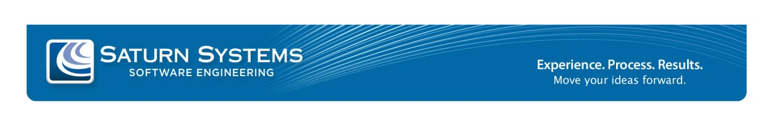 SATURN SYSTEMS
SOFTWARE ENGINEERING
Experience. Process. Results.
Move your ideas forward.